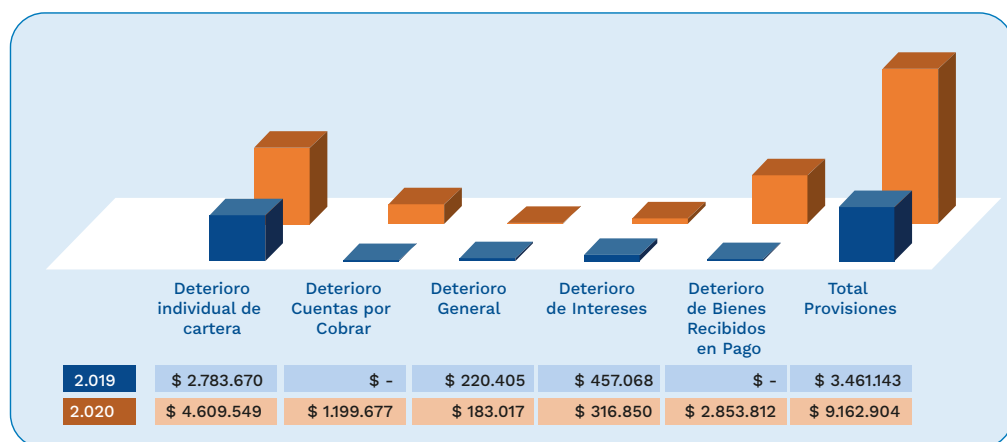 Deterioro individual de cartera
Deterioro Cuentas por Cobrar
Deterioro General
Deterioro de Intereses
Deterioro de Bienes Recibidos en Pago
Total Provisiones
2.019 $ 2.783.670 $ - $ 220.405 $ 457.068 $ - $ 3.461.143
2.020 $ 4.609.549 $ 1.199.677 $ 183.017 $ 316.850 $ 2.853.812 $ 9.162.904